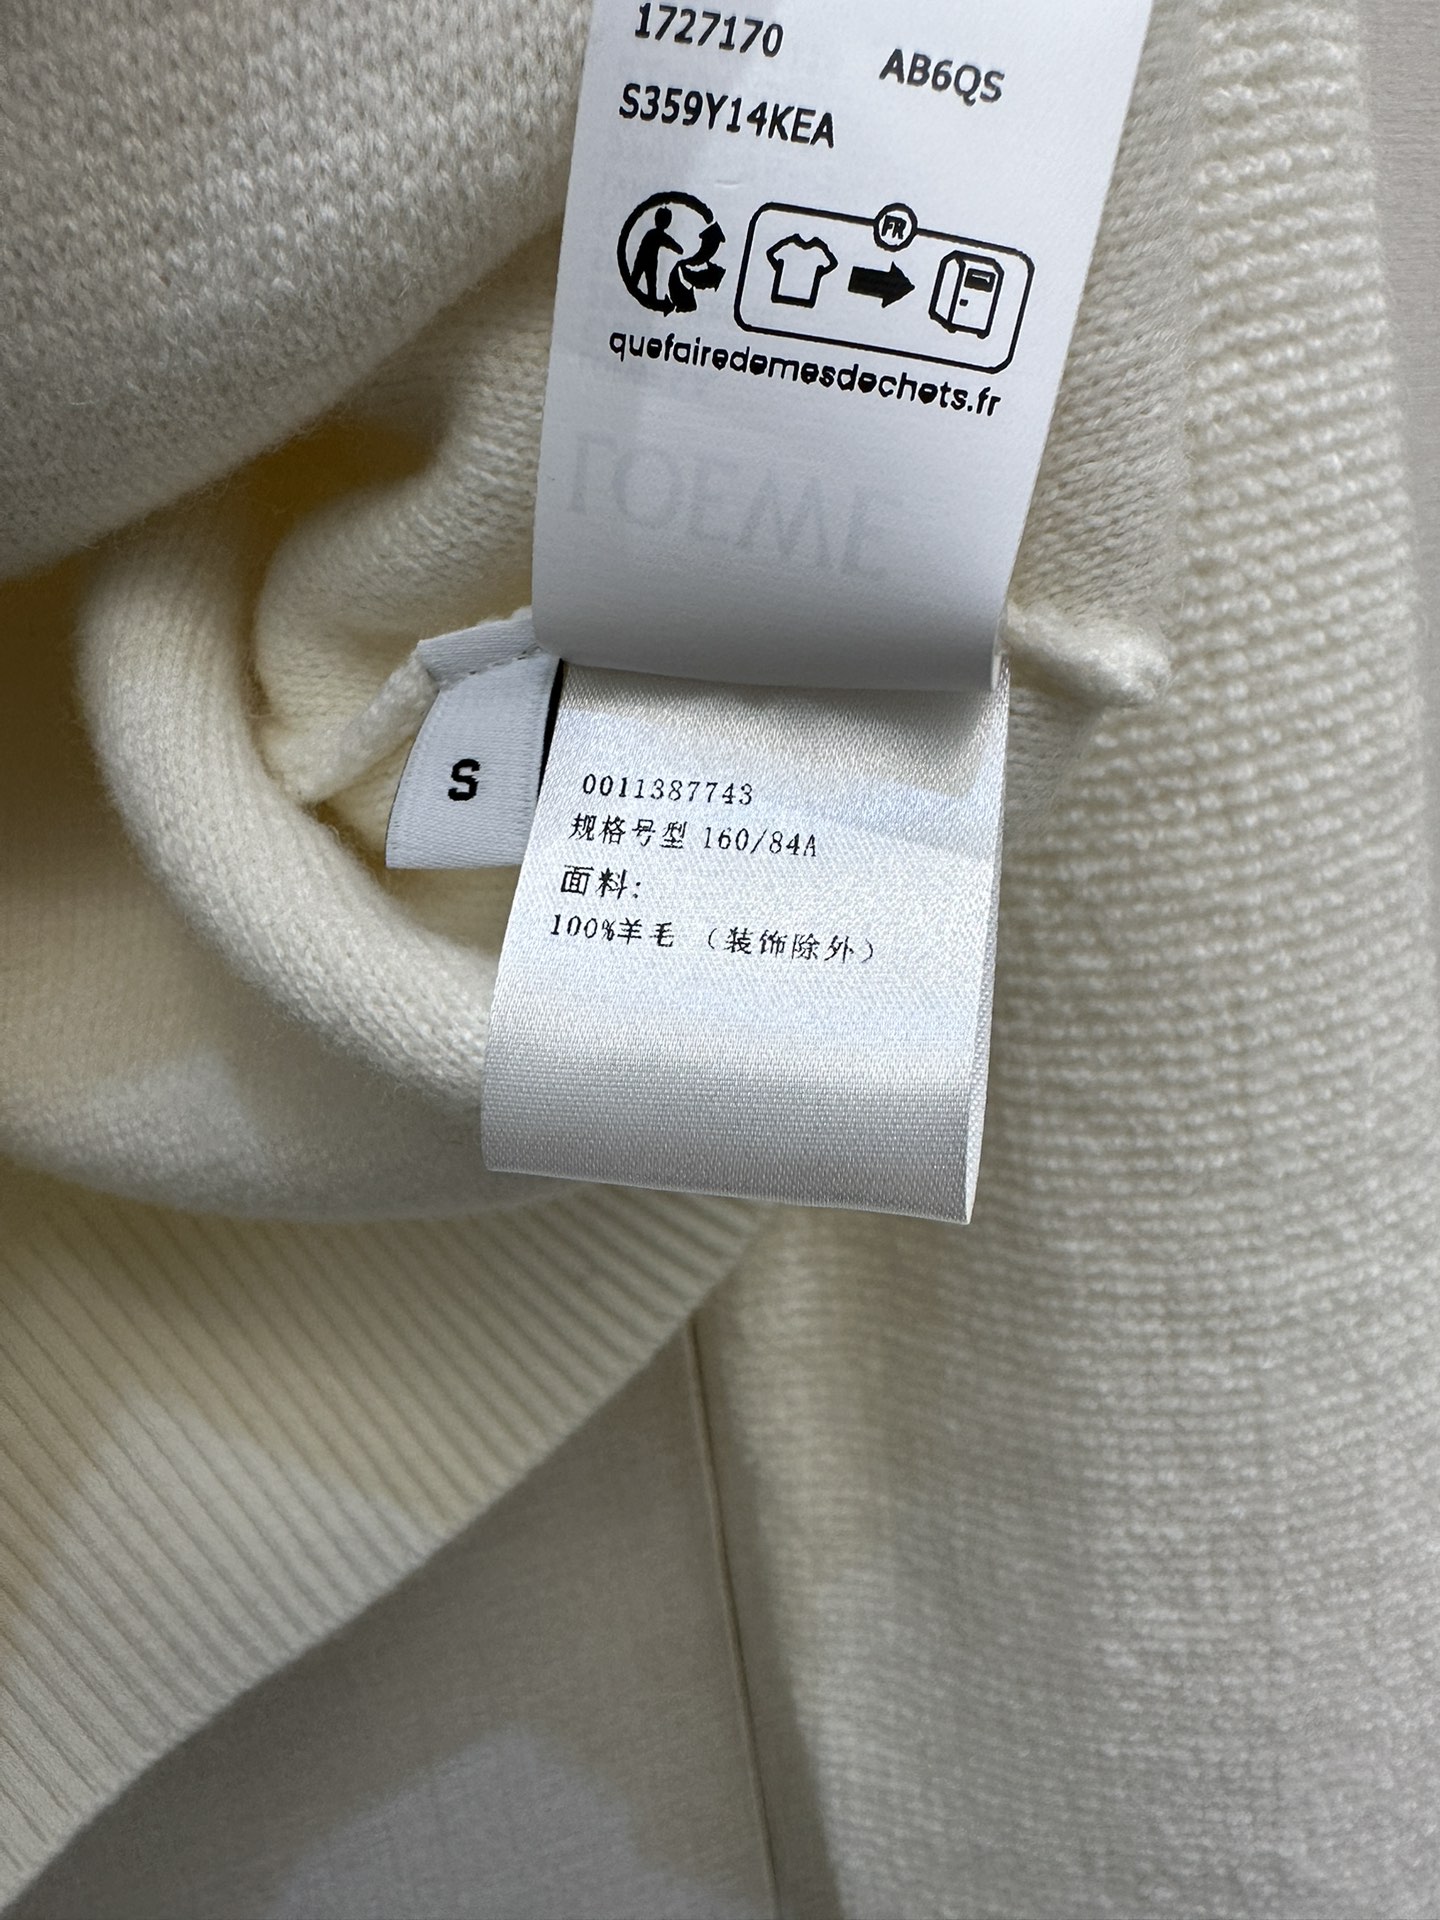 1727170 AB6QS
S359Y14KEA
FR
quefairedemesdechets.fr
LOEWE
S
0011387743
规格号型 160/84A
面料:
100%羊毛 （装饰除外）